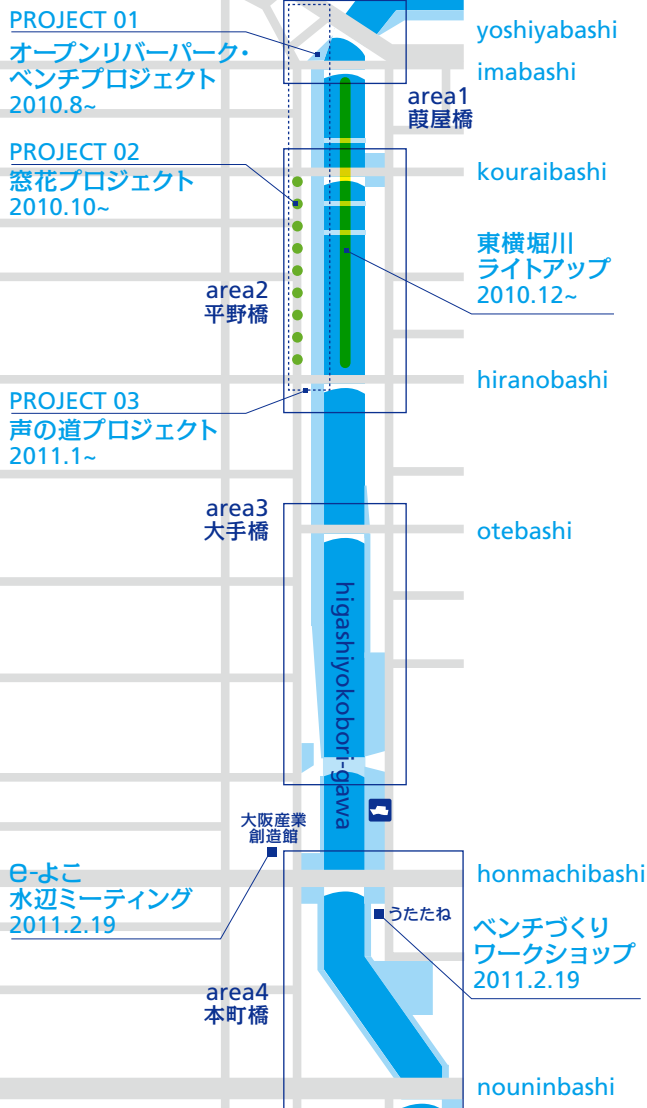 PROJECT 01
オープンリバーパーク・
ベンチプロジェクト
2010.8~
yoshiyabashi
imabashi
area1
葭屋橋
PROJECT 02
窓花プロジェクト
2010.10~
kouraibashi
東横堀川
ライトアップ
2010.12~
area2
平野橋
hiranobashi
PROJECT 03
声の道プロジェクト
2011.1~
area3
大手橋
otebashi
higashiyokobori-gawa
大阪産業
創造館
e-よこ
水辺ミーティング
2011.2.19
honmachibashi
うたたね
ベンチづくり
ワークショップ
2011.2.19
area4
本町橋
nouninbashi